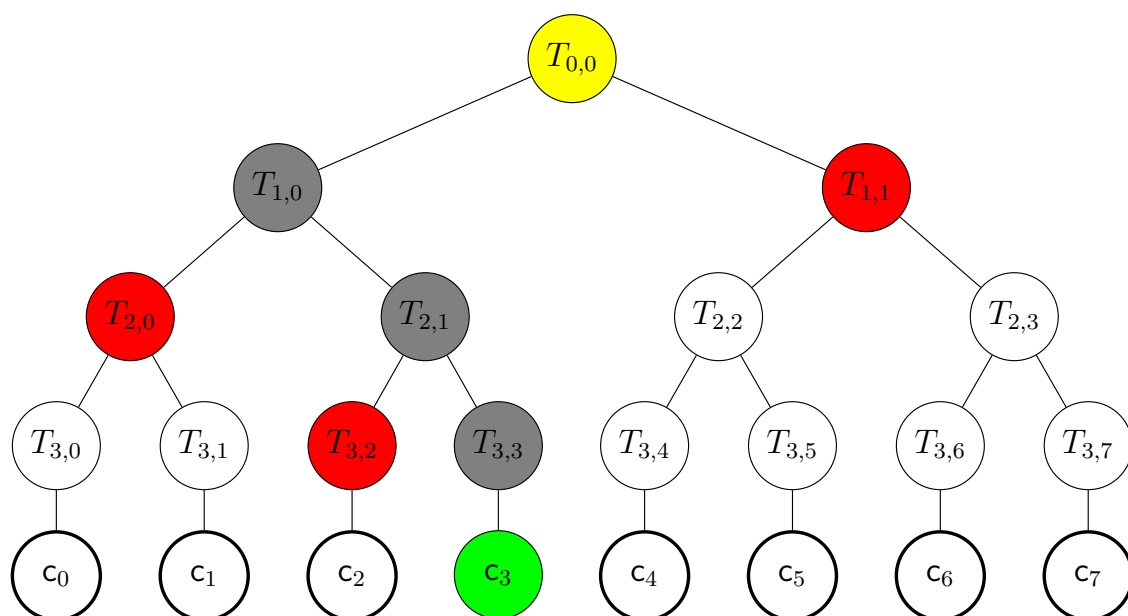 T0,0
T1,0 T1,1
T2,0 T2,1 T2,2 T2,3
T3,0 T3,1 T3,2 T3,3 T3,4 T3,5 T3,6 T3,7
c0 c1 c2 c3 c4 c5 c6 c7